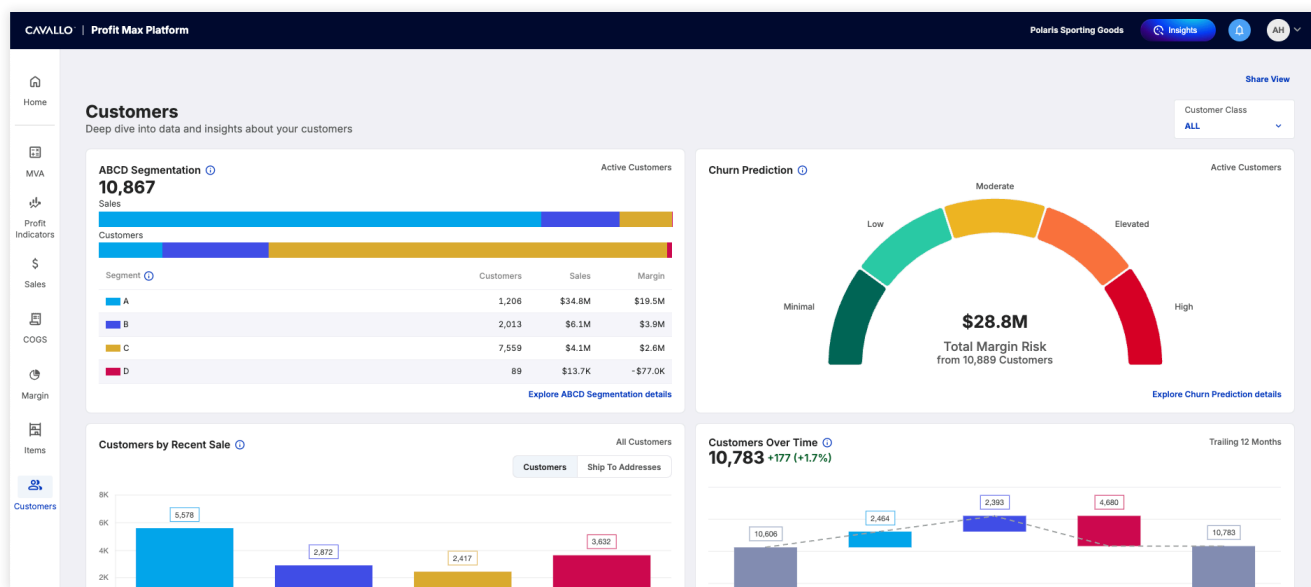 CAVALLO | Profit Max Platform
Polaris Sporting Goods
Insights
AH
Home
MVA
Profit
Indicators
$
Sales
COGS
Margin
Items
Customers
Share View
Customers
Deep dive into data and insights about your customers
Customer Class
ALL
ABCD Segmentation
Active Customers
10,867
Sales
Customers
Segment Customers Sales Margin
A 1,206 $34.8M $19.5M
B 2,013 $6.1M $3.9M
C 7,559 $4.1M $2.6M
D 89 $13.7K -$77.0K
Explore ABCD Segmentation details
Churn Prediction
Active Customers
Minimal
Low
Moderate
Elevated
High
$28.8M
Total Margin Risk
from 10,889 Customers
Explore Churn Prediction details
Customers by Recent Sale
All Customers
Customers Ship To Addresses
8K
6K
4K
2K
5,578
2,872
2,417
3,632
Customers Over Time
Trailing 12 Months
10,783 +177 (+1.7%)
10,606
2,464
2,393
4,680
10,783